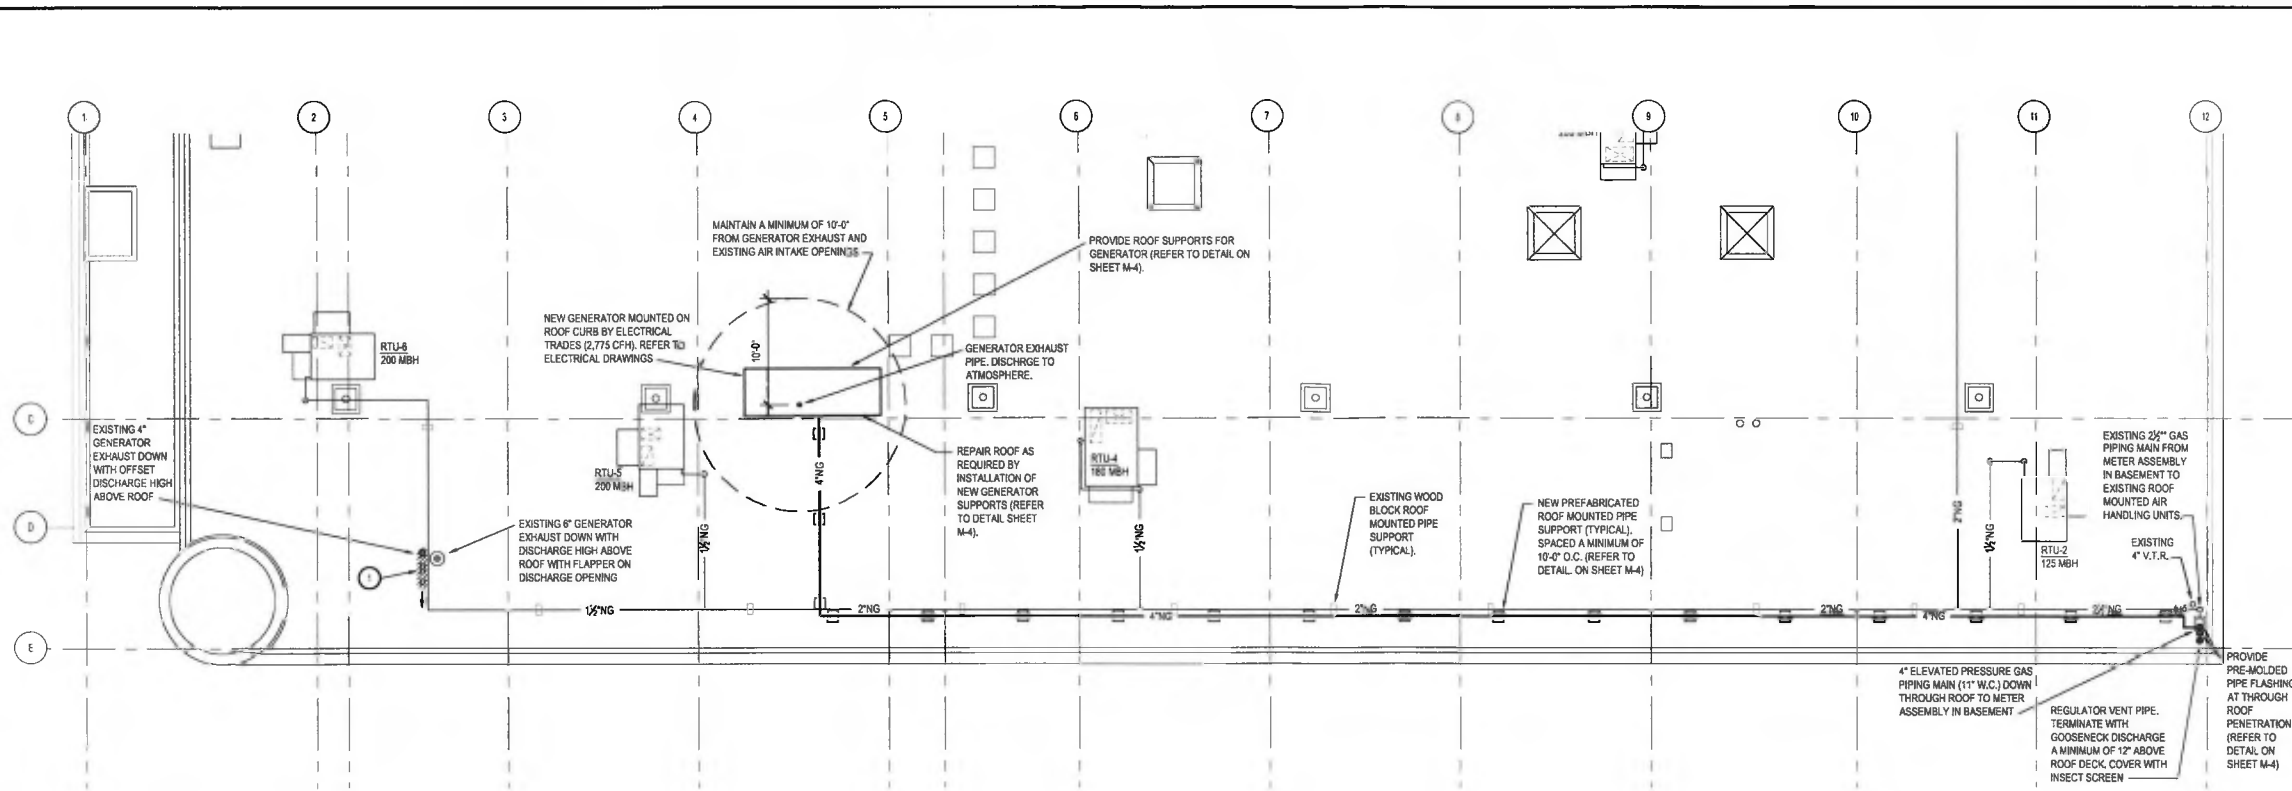 1
2
3
4
5
6
7
8
9
10
11
12
MAINTAIN A MINIMUM OF 10'-0"
FROM GENERATOR EXHAUST AND
EXISTING AIR INTAKE OPENINGS
PROVIDE ROOF SUPPORTS FOR
GENERATOR (REFER TO DETAIL ON
SHEET M-4).
NEW GENERATOR MOUNTED ON
ROOF CURB BY ELECTRICAL
TRADES (2,775 CFH). REFER TO
ELECTRICAL DRAWINGS
10'-0"
GENERATOR EXHAUST
PIPE. DISCHRGE TO
ATMOSPHERE.
RTU-6
200 MBH
C
EXISTING 4"
GENERATOR
EXHAUST DOWN
WITH OFFSET
DISCHARGE HIGH
ABOVE ROOF
RTU-5
200 MBH
4"NG
REPAIR ROOF AS
REQUIRED BY
INSTALLATION OF
NEW GENERATOR
SUPPORTS (REFER
TO DETAIL SHEET
M-4).
RTU-4
180 MBH
EXISTING 2½"" GAS
PIPING MAIN FROM
METER ASSEMBLY
IN BASEMENT TO
EXISTING ROOF
MOUNTED AIR
HANDLING UNITS.
D
EXISTING 6" GENERATOR
EXHAUST DOWN WITH
DISCHARGE HIGH ABOVE
ROOF WITH FLAPPER ON
DISCHARGE OPENING
1½"NG
1½"NG
EXISTING WOOD
BLOCK ROOF
MOUNTED PIPE
SUPPORT
(TYPICAL).
NEW PREFABRICATED
ROOF MOUNTED PIPE
SUPPORT (TYPICAL).
SPACED A MINIMUM OF
10'-0" O.C. (REFER TO
DETAIL ON SHEET M-4)
2"NG
1½"NG
RTU-2
125 MBH
EXISTING
4" V.T.R.
1½"NG
2"NG
4"NG
2"NG
2"NG
4"NG
2½"NG
E
4" ELEVATED PRESSURE GAS
PIPING MAIN (11" W.C.) DOWN
THROUGH ROOF TO METER
ASSEMBLY IN BASEMENT
REGULATOR VENT PIPE.
TERMINATE WITH
GOOSENECK DISCHARGE
A MINIMUM OF 12" ABOVE
ROOF DECK. COVER WITH
INSECT SCREEN
PROVIDE
PRE-MOLDED
PIPE FLASHING
AT THROUGH
ROOF
PENETRATION
(REFER TO
DETAIL ON
SHEET M-4)